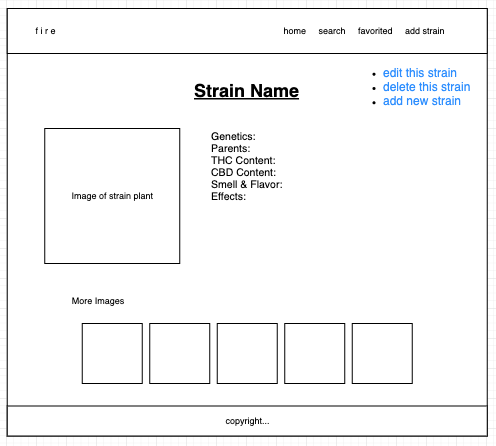 f i r e
home search favorited add strain
edit this strain
delete this strain
add new strain
Strain Name
Image of strain plant
Genetics:
Parents:
THC Content:
CBD Content:
Smell & Flavor:
Effects:
More Images
copyright...